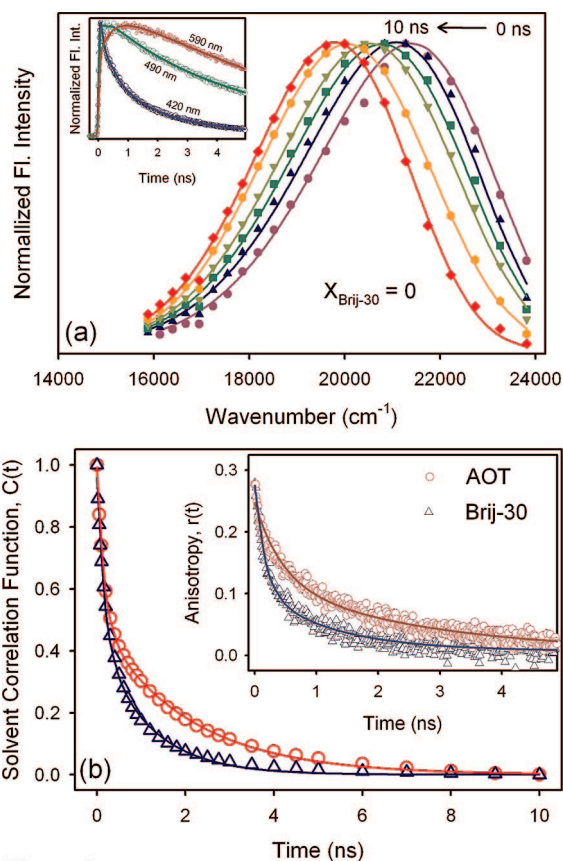 10 ns ← 0 ns
Normallized Fl. Intensity
Normalized Fl. Int.
590 nm
490 nm
420 nm
0 1 2 3 4
Time (ns)
X_Brij-30 = 0
(a)
14000 16000 18000 20000 22000 24000
Wavenumber (cm⁻¹)
Solvent Correlation Function, C(t)
1.0
0.8
0.6
0.4
0.2
0.0
Anisotropy, r(t)
0.3
0.2
0.1
0.0
AOT
Brij-30
0 1 2 3 4
Time (ns)
(b)
0 2 4 6 8 10
Time (ns)